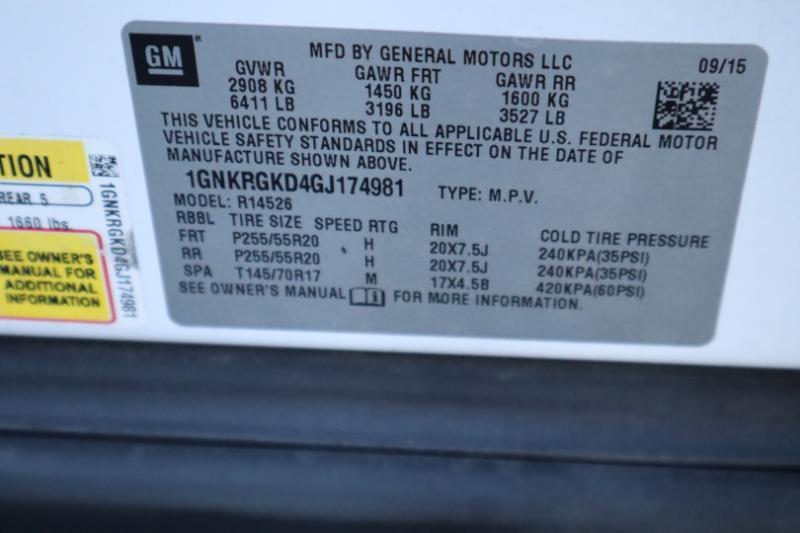 GM
MFD BY GENERAL MOTORS LLC
09/15
GVWR GAWR FRT GAWR RR
2908 KG 1450 KG 1600 KG
6411 LB 3196 LB 3527 LB
THIS VEHICLE CONFORMS TO ALL APPLICABLE U.S. FEDERAL MOTOR
VEHICLE SAFETY STANDARDS IN EFFECT ON THE DATE OF
MANUFACTURE SHOWN ABOVE.
1GNKRGKD4GJ174981 TYPE: M.P.V.
MODEL: R14526
RBBL TIRE SIZE SPEED RTG RIM COLD TIRE PRESSURE
FRT P255/55R20 H 20X7.5J 240KPA(35PSI)
RR P255/55R20 H 20X7.5J 240KPA(35PSI)
SPA T145/70R17 M 17X4.5B 420KPA(60PSI)
SEE OWNER'S MANUAL FOR MORE INFORMATION.
TION
REAR 5
1660 lbs.
SEE OWNER'S
MANUAL FOR
ADDITIONAL
INFORMATION
1GNKRGKD4GJ174981